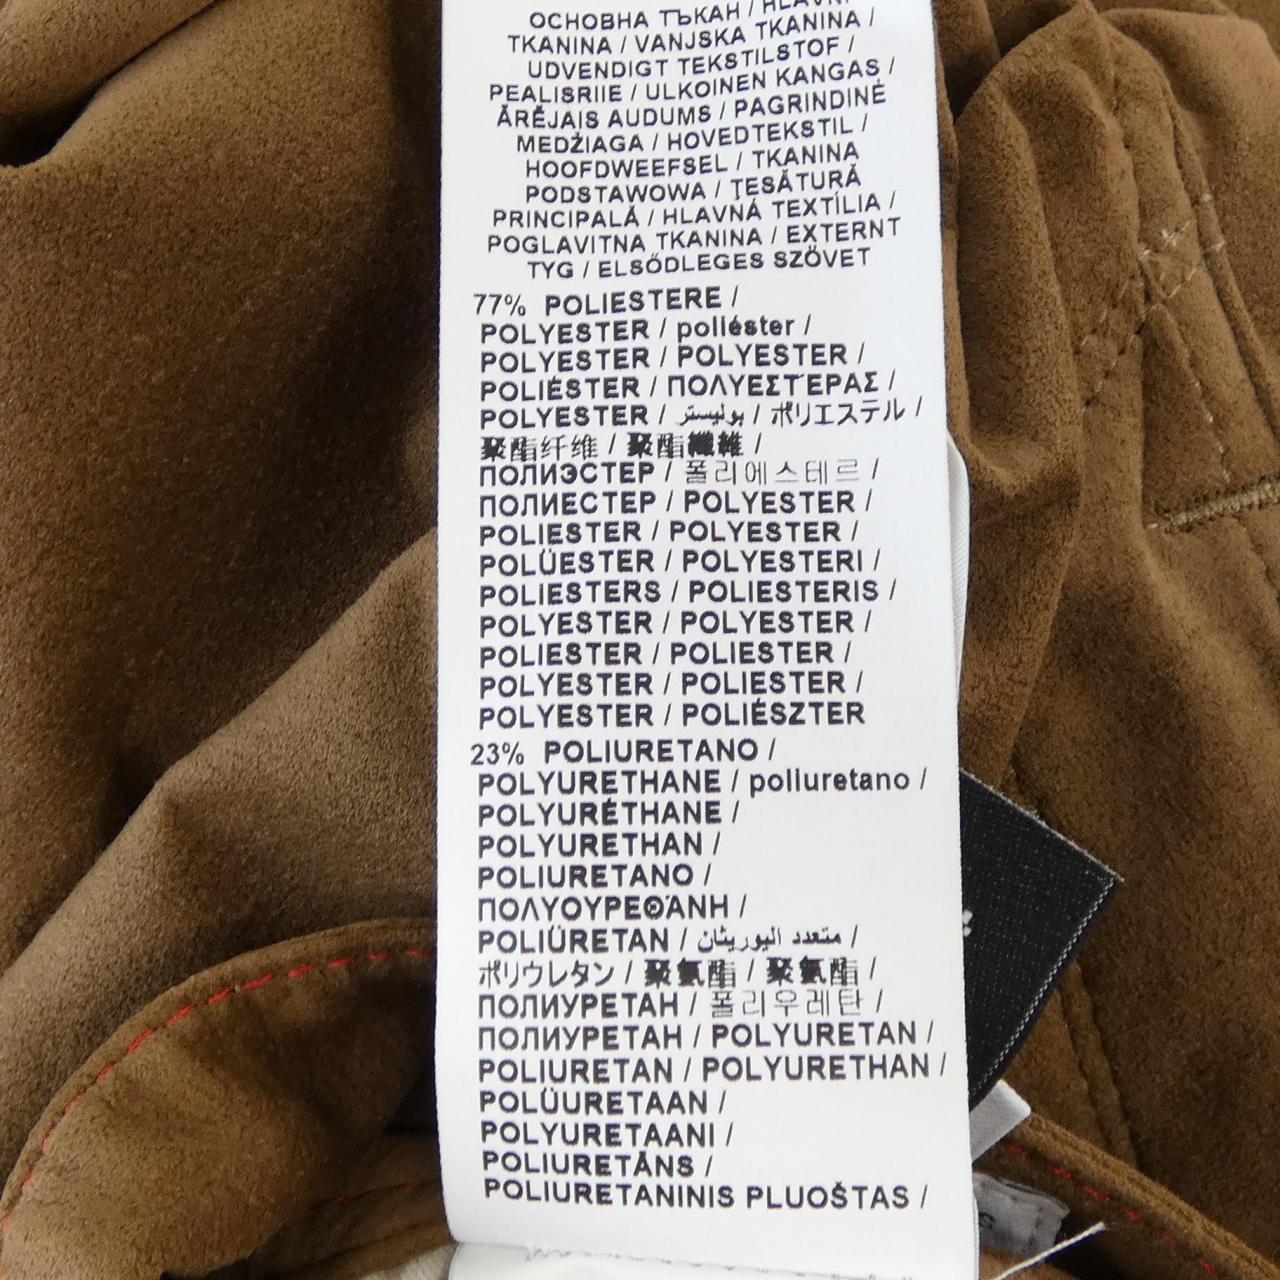 ОСНОВНА ТЪКАН /
TKANINA / VANJSKA TKANINA /
UDVENDIGT TEKSTILSTOF /
PEALISRIIE / ULKOINEN KANGAS /
ĀRĒJAIS AUDUMS / PAGRINDINĖ
MEDŽIAGA / HOVEDTEKSTIL /
HOOFDWEEFSEL / TKANINA
PODSTAWOWA / ŢESĂTURĂ
PRINCIPALĂ / HLAVNÁ TEXTÍLIA /
POGLAVITNA TKANINA / EXTERNT
TYG / ELSŐDLEGES SZÖVET
77% POLIESTERE /
POLYESTER / poliéster /
POLYESTER / POLYESTER /
POLIÉSTER / ΠΟΛΥΕΣΤΈΡΑΣ /
POLYESTER / بوليستر / ポリエステル /
聚酯纤维 / 聚酯纖維 /
ПОЛИЭСТЕР / 폴리에스테르 /
ПОЛИЕСТЕР / POLYESTER /
POLIESTER / POLYESTER /
POLÜESTER / POLYESTERI /
POLIESTERS / POLIESTERIS /
POLYESTER / POLYESTER /
POLIESTER / POLIESTER /
POLYESTER / POLIESTER /
POLYESTER / POLIÉSZTER
23% POLIURETANO /
POLYURETHANE / poliuretano /
POLYURÉTHANE /
POLYURETHAN /
POLIURETANO /
ΠΟΛΥΟΥΡΕΘΆΝΗ /
POLIÜRETAN / متعدد اليوريثان /
ポリウレタン / 聚氨酯 / 聚氨酯 /
ПОЛИУРЕТАН / 폴리우레탄 /
ПОЛИУРЕТАН / POLYURETAN /
POLIURETAN / POLYURETHAN /
POLÜURETAAN /
POLYURETAANI /
POLIURETĀNS /
POLIURETANINIS PLUOŠTAS /